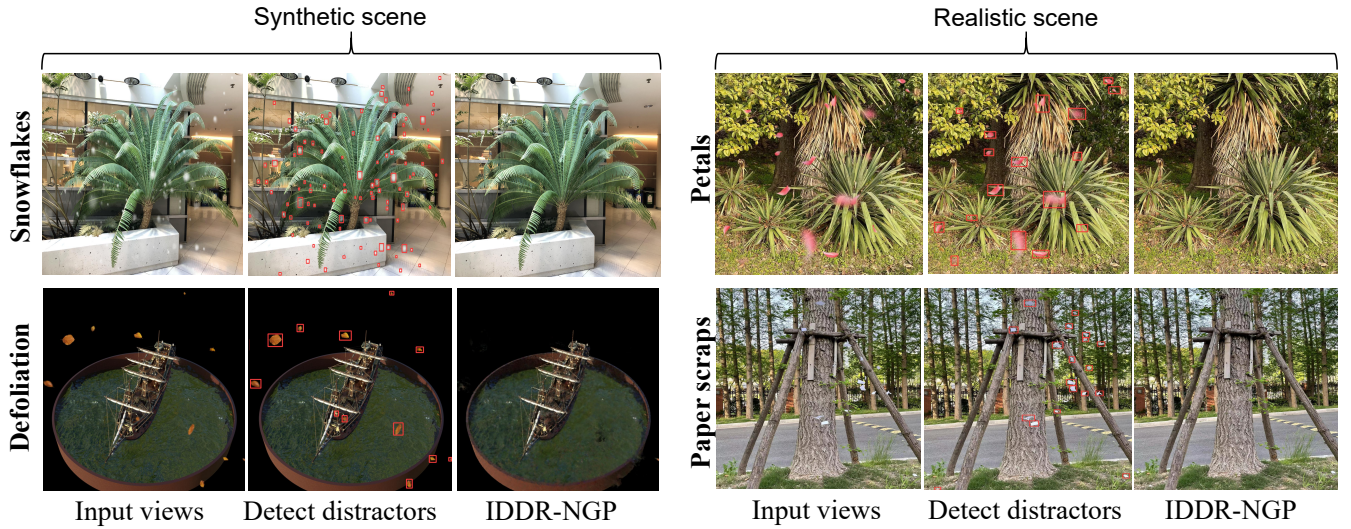 Synthetic scene
Realistic scene
Snowflakes
Petals
Defoliation
Paper scraps
Input views
Detect distractors
IDDR-NGP
Input views
Detect distractors
IDDR-NGP